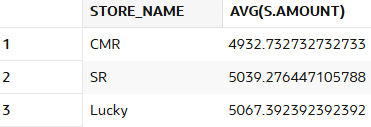 STORE_NAME AVG(S.AMOUNT)
1 CMR 4932.732732732733
2 SR 5039.276447105788
3 Lucky 5067.392392392392